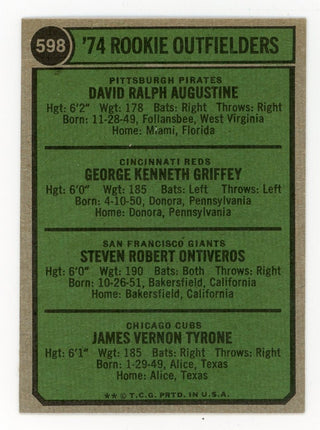 598 '74 ROOKIE OUTFIELDERS
PITTSBURGH PIRATES
DAVID RALPH AUGUSTINE
Hgt: 6'2" Wgt: 178 Bats: Right Throws: Right
Born: 11-28-49, Follansbee, West Virginia
Home: Miami, Florida
CINCINNATI REDS
GEORGE KENNETH GRIFFEY
Hgt: 6'0" Wgt: 185 Bats: Left Throws: Left
Born: 4-10-50, Donora, Pennsylvania
Home: Donora, Pennsylvania
SAN FRANCISCO GIANTS
STEVEN ROBERT ONTIVEROS
Hgt: 6'0" Wgt: 190 Bats: Both Throws: Right
Born: 10-26-51, Bakersfield, California
Home: Bakersfield, California
CHICAGO CUBS
JAMES VERNON TYRONE
Hgt: 6'1" Wgt: 185 Bats: Right Throws: Right
Born: 1-29-49, Alice, Texas
Home: Alice, Texas
** © T.C.G. PRTD. IN U.S.A.